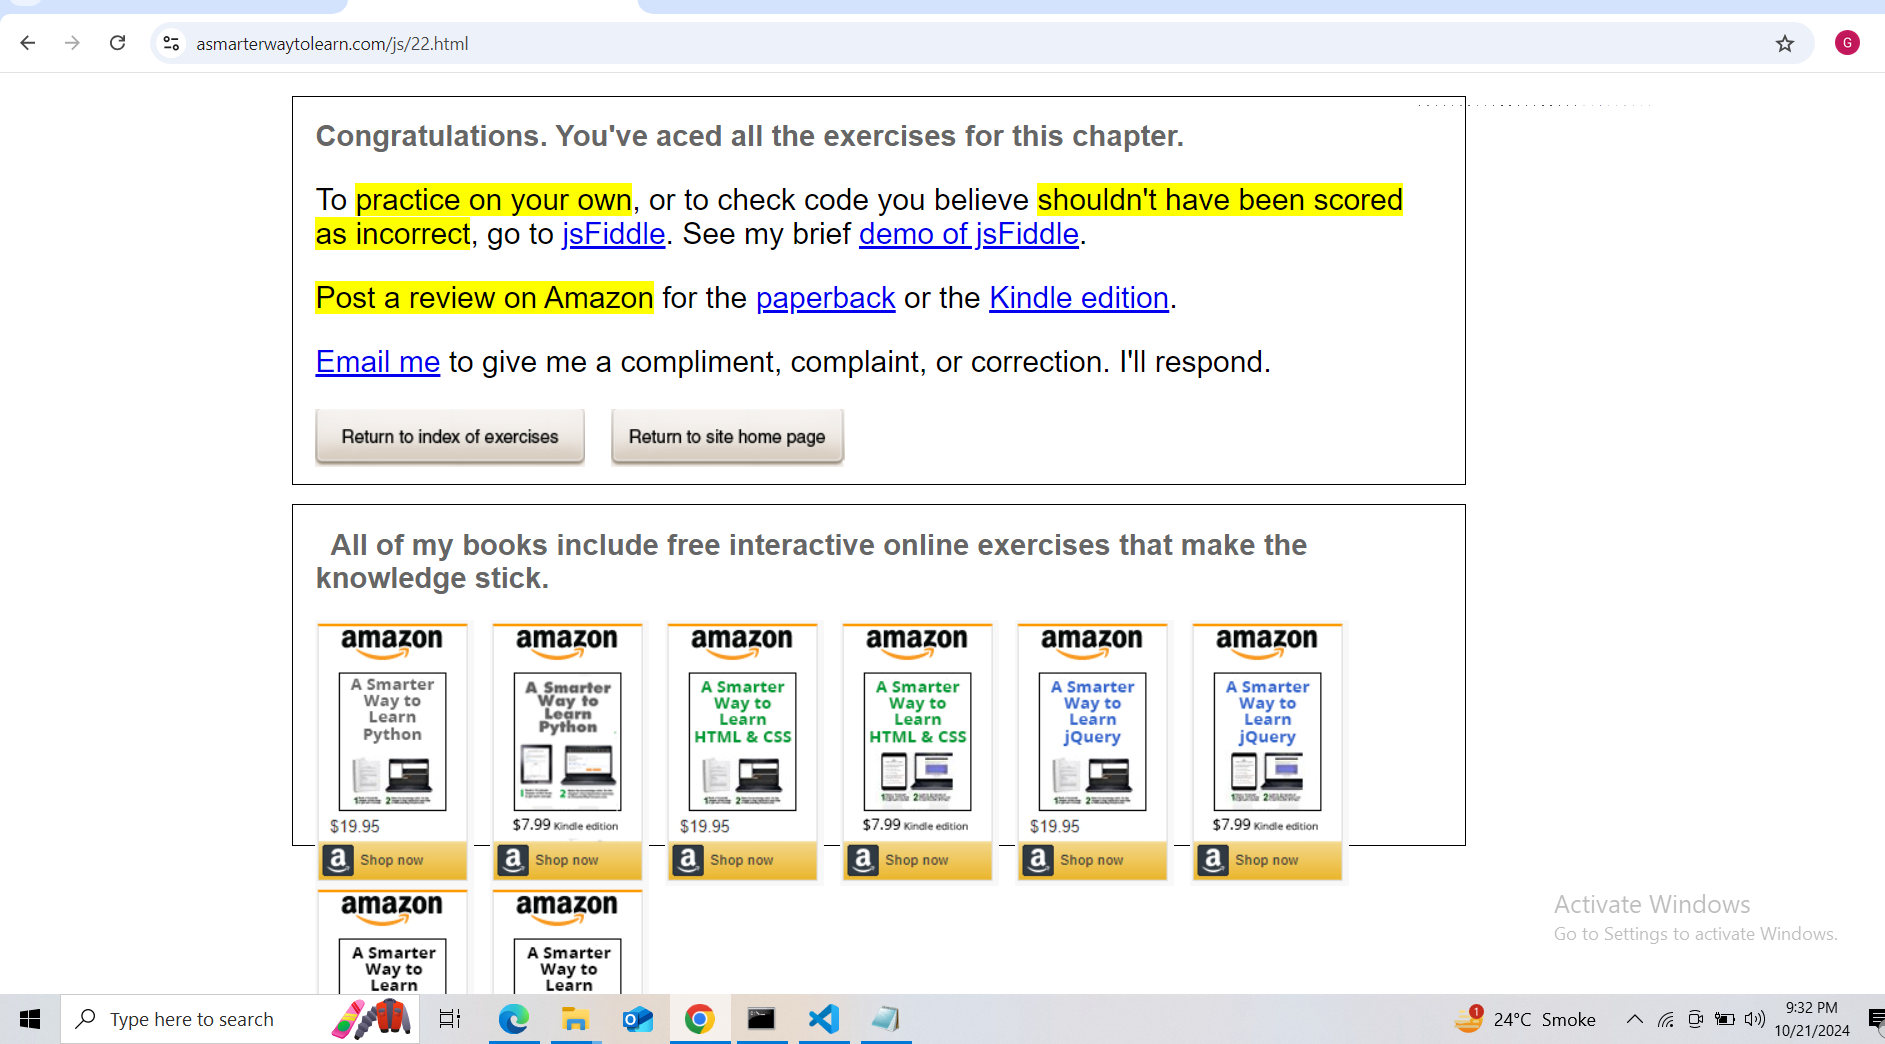 asmarterwaytolearn.com/js/22.html
G
Congratulations. You've aced all the exercises for this chapter.
To practice on your own, or to check code you believe shouldn't have been scored
as incorrect, go to jsFiddle. See my brief demo of jsFiddle.
Post a review on Amazon for the paperback or the Kindle edition.
Email me to give me a compliment, complaint, or correction. I'll respond.
Return to index of exercises Return to site home page
All of my books include free interactive online exercises that make the
knowledge stick.
amazon amazon amazon amazon amazon amazon
A Smarter A Smarter A Smarter A Smarter A Smarter A Smarter
Way to Way to Way to Way to Way to Way to
Learn Learn Learn Learn Learn Learn
Python Python HTML & CSS HTML & CSS jQuery jQuery
$19.95 $7.99 Kindle edition $19.95 $7.99 Kindle edition $19.95 $7.99 Kindle edition
a Shop now a Shop now a Shop now a Shop now a Shop now a Shop now
amazon amazon
A Smarter A Smarter
Way to Way to
Learn Learn
Activate Windows
Go to Settings to activate Windows.
Type here to search
1
24°C Smoke
9:32 PM
10/21/2024